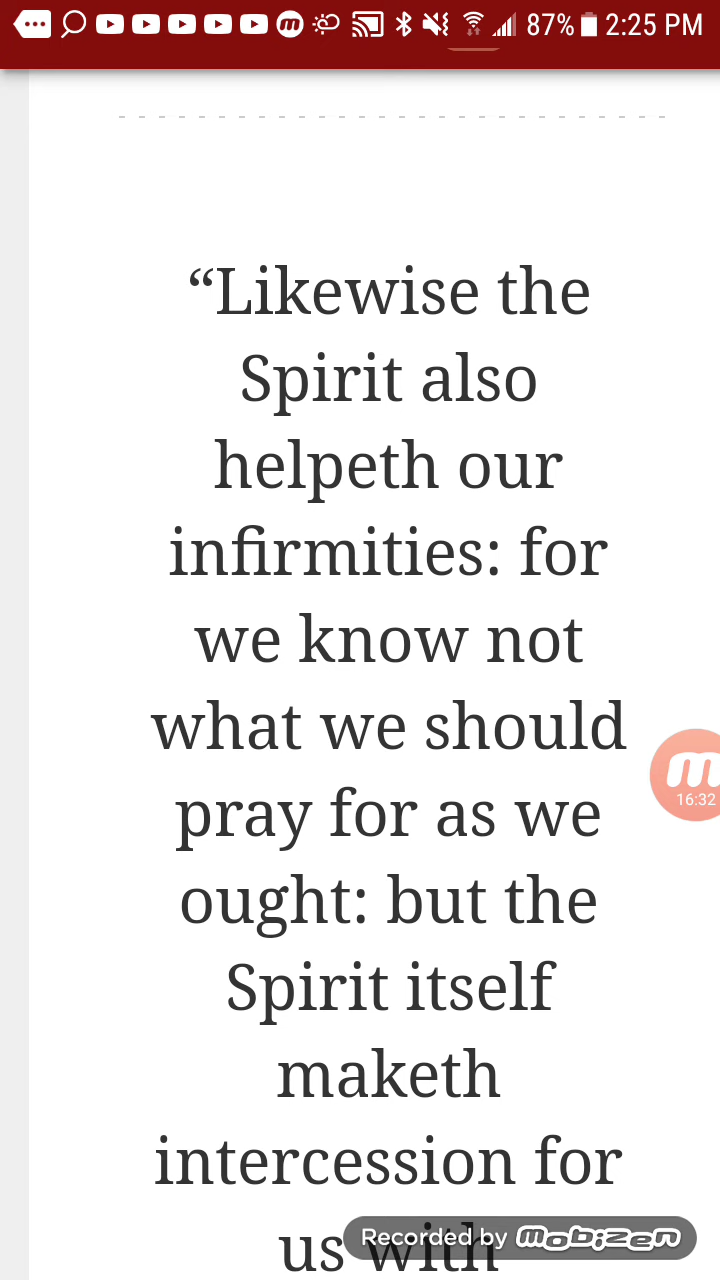 87% 2:25 PM
“Likewise the
Spirit also
helpeth our
infirmities: for
we know not
what we should
pray for as we
ought: but the
Spirit itself
maketh
intercession for
us with
m
16:32
Recorded by mobizen